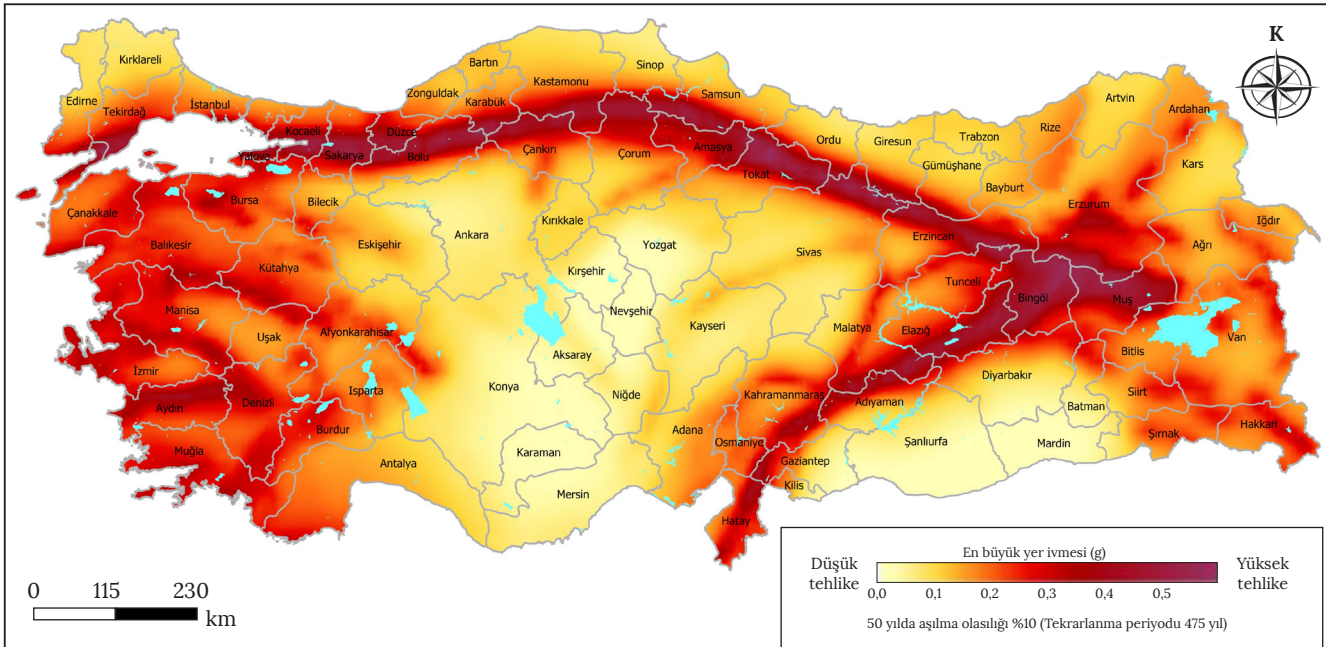 K
Kırklareli
Edirne
Tekirdağ
İstanbul
Kocaeli
Yalova
Sakarya
Düzce
Bolu
Zonguldak
Bartın
Karabük
Kastamonu
Sinop
Samsun
Çankırı
Çorum
Amasya
Tokat
Ordu
Giresun
Trabzon
Gümüşhane
Bayburt
Rize
Artvin
Ardahan
Kars
Iğdır
Ağrı
Erzurum
Erzincan
Çanakkale
Bursa
Bilecik
Balıkesir
Kütahya
Eskişehir
Ankara
Kırıkkale
Yozgat
Kırşehir
Sivas
Tunceli
Bingöl
Muş
Manisa
Uşak
Afyonkarahisar
Nevşehir
Kayseri
Malatya
Elazığ
Bitlis
Van
İzmir
Aydın
Denizli
Isparta
Burdur
Konya
Aksaray
Niğde
Kahramanmaraş
Adıyaman
Diyarbakır
Batman
Siirt
Şırnak
Hakkari
Muğla
Antalya
Karaman
Mersin
Adana
Osmaniye
Gaziantep
Kilis
Şanlıurfa
Mardin
Hatay
0 115 230
km
En büyük yer ivmesi (g)
Düşük tehlike
Yüksek tehlike
0,0 0,1 0,2 0,3 0,4 0,5
50 yılda aşılma olasılığı %10 (Tekrarlanma periyodu 475 yıl)